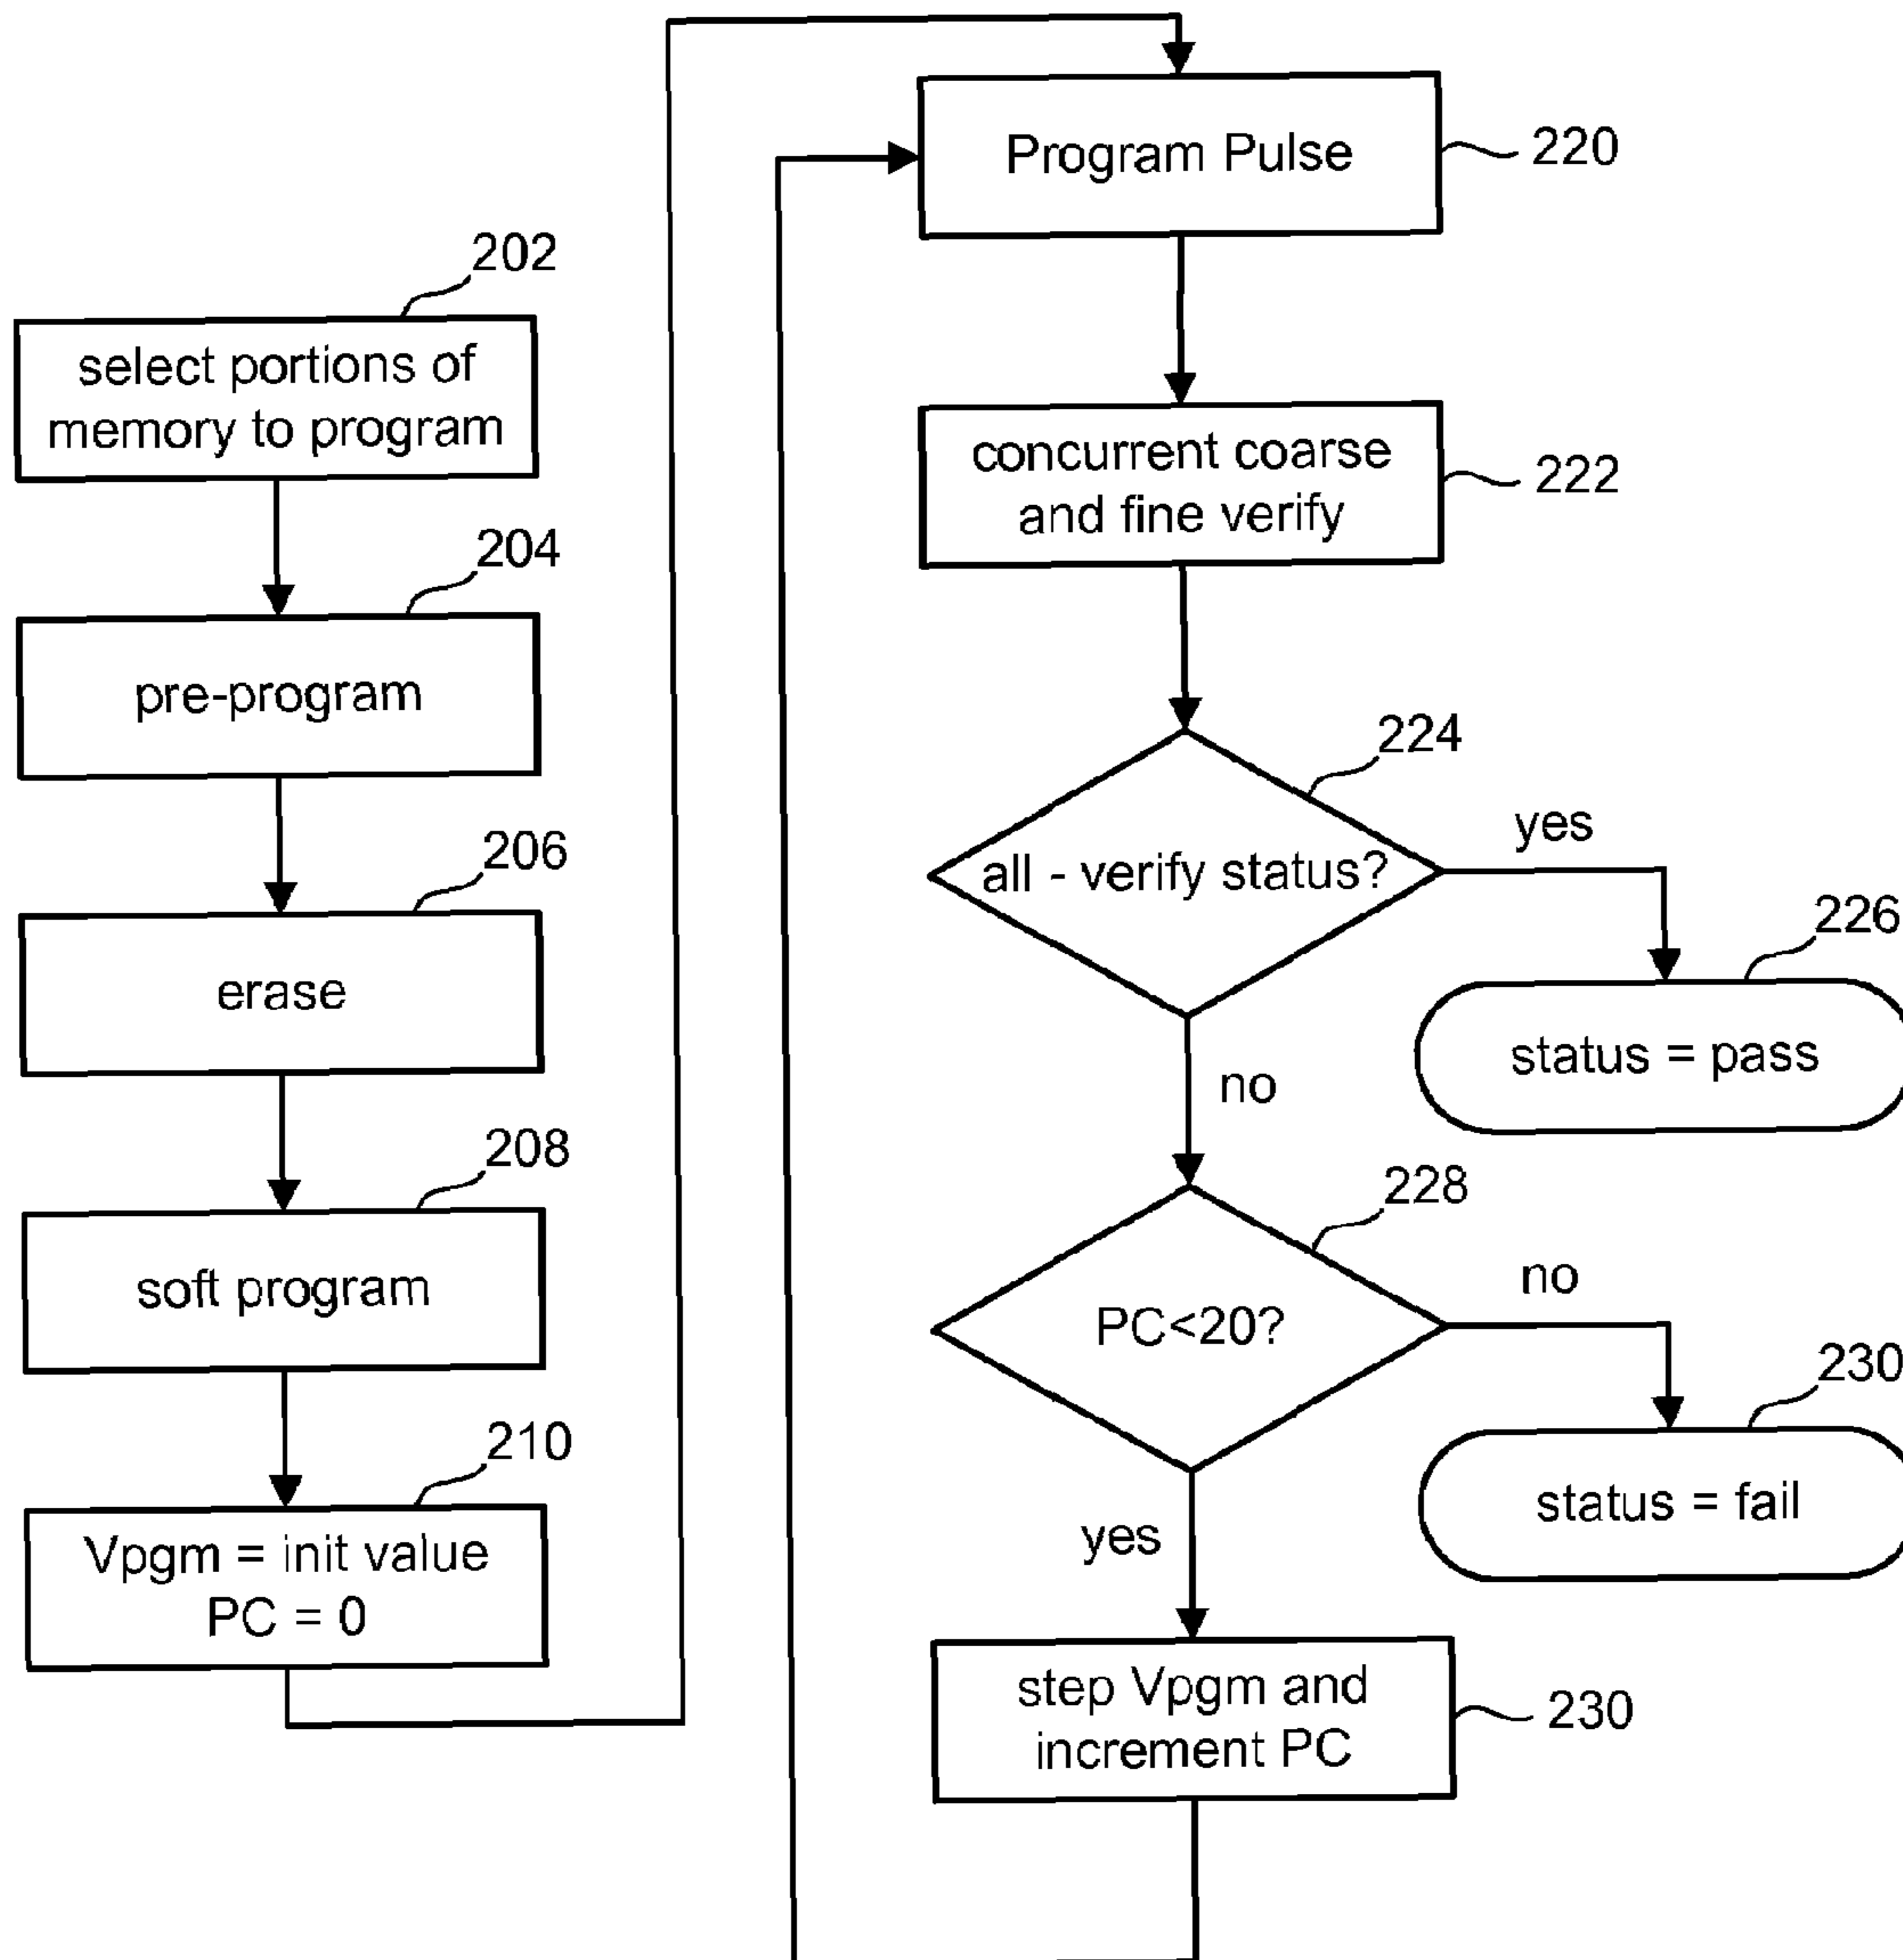 202
select portions of
memory to program
204
pre-program
206
erase
208
soft program
210
Vpgm = init value
PC = 0
Program Pulse
220
concurrent coarse
and fine verify
222
224
all - verify status?
yes
226
status = pass
no
228
PC<20?
no
230
status = fail
yes
step Vpgm and
increment PC
230